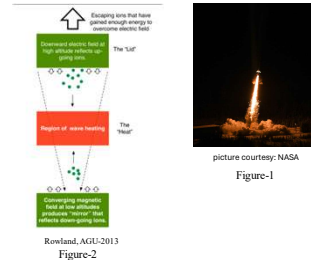 Escaping ions that have
gained enough energy to
overcome electric field
Downward electric field at
high altitude reflects up-
going ions.
The "Lid"
Region of wave heating
The
"Heat"
Converging magnetic
field at low altitudes
produces "mirror" that
reflects down-going ions.
Rowland, AGU-2013
Figure-2
picture courtesy: NASA
Figure-1